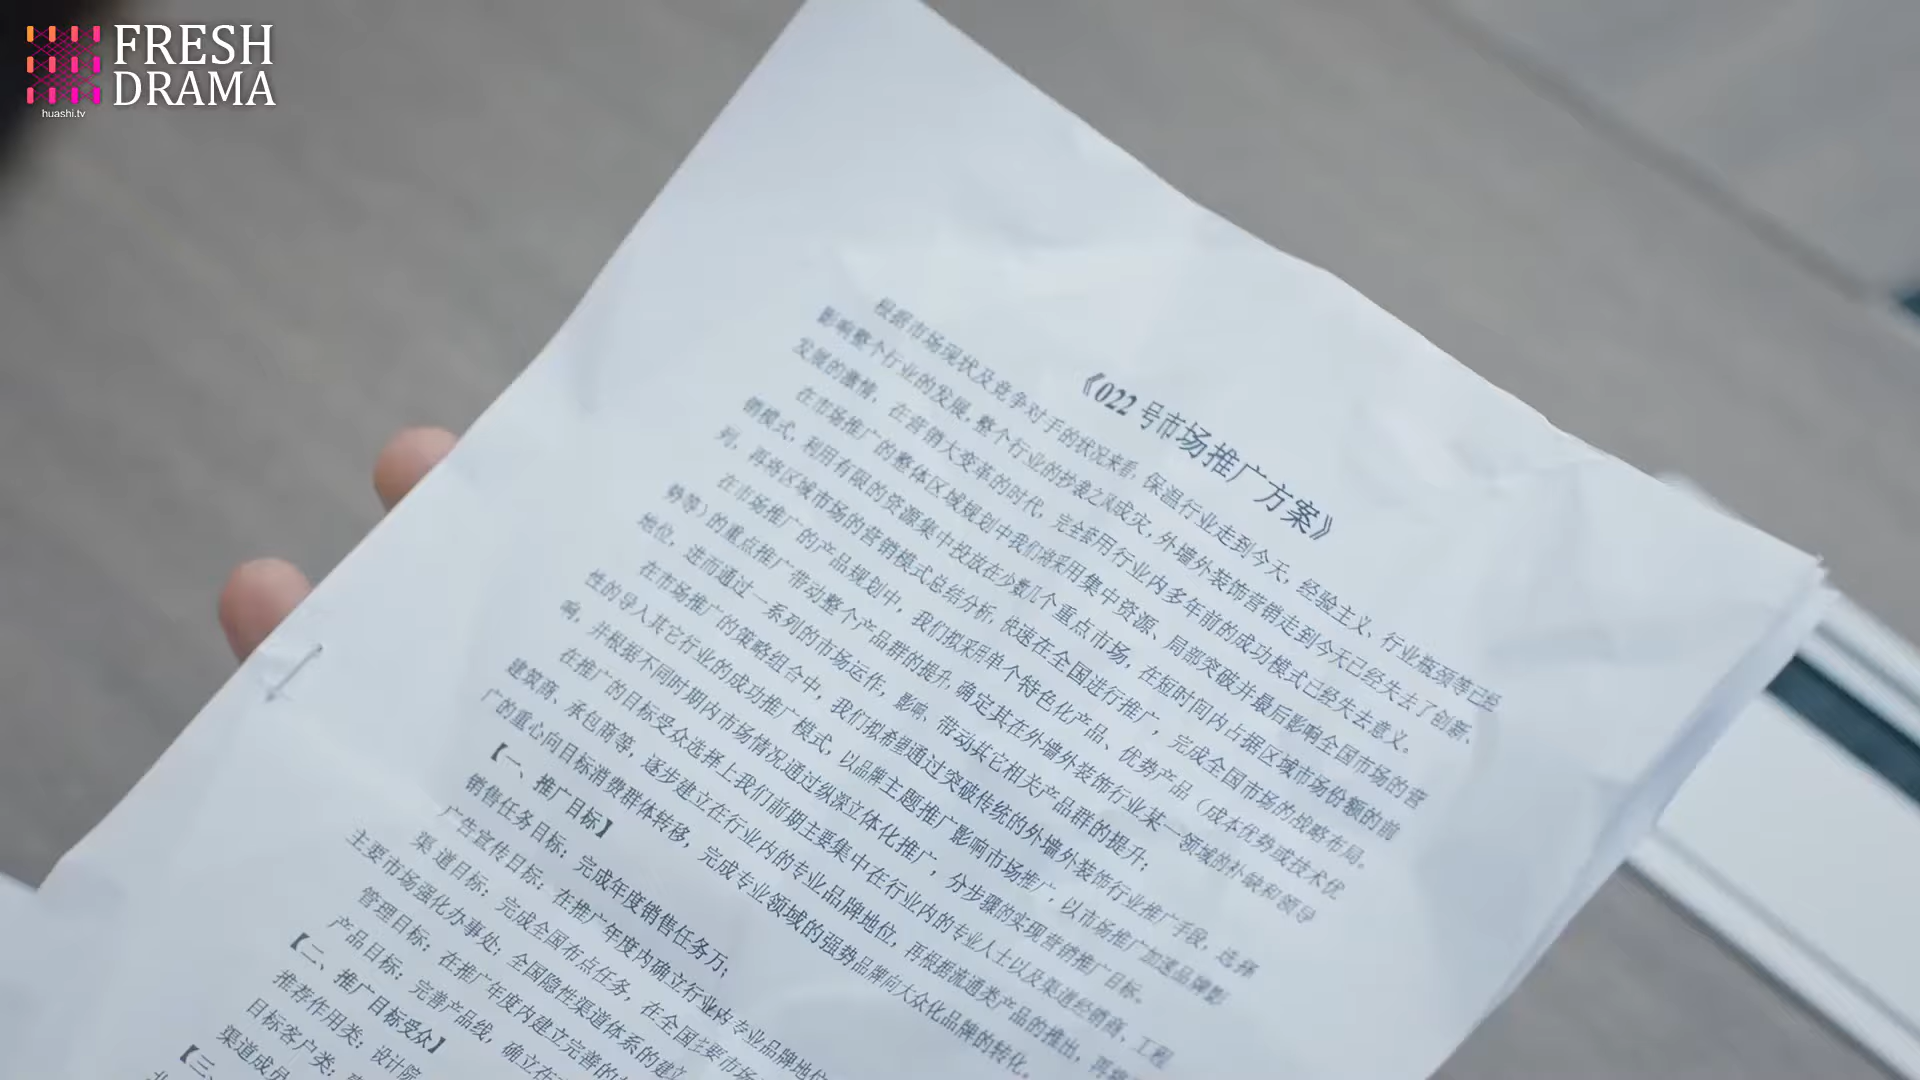 FRESH
DRAMA
huashi.tv
《022 号市场推广方案》
根据市场现状及竞争对手的状况来看，保温行业走到今天，经验主义、行业瓶颈等已经
影响整个行业的发展，整个行业的抄袭之风成灾，外墙外装饰营销走到今天已经失去了创新、
发展的激情，在营销大变革的时代，完全套用行业内多年前的成功模式已经失去意义。
在市场推广的整体区域规划中我们将采用集中资源、局部突破并最后影响全国市场的营
销模式，利用有限的资源集中投放在少数几个重点市场，在短时间内占据区域市场份额的前
列，再将区域市场的营销模式总结分析，快速在全国进行推广，完成全国市场的战略布局。
在市场推广的产品规划中，我们拟采用单个特色化产品、优势产品（成本优势或技术优
势等）的重点推广带动整个产品群的提升，确定其在外墙外装饰行业某一领域的补缺和领导
地位，进而通过一系列的市场运作，影响、带动其它相关产品群的提升；
在市场推广的策略组合中，我们拟希望通过突破传统的外墙外装饰行业推广手段，选择
性的导入其它行业的成功推广模式，以品牌主题推广影响市场推广，以市场推广加速品牌影
响，并根据不同时期内市场情况通过纵深立体化推广，分步骤的实现营销推广目标。
在推广的目标受众选择上我们前期主要集中在行业内的专业人士以及渠道经销商、工程
建筑商、承包商等，逐步建立在行业内的专业品牌地位，再根据流通类产品的推出，再将
广的重心向目标消费群体转移，完成专业领域的强势品牌向大众化品牌的转化。
【一、推广目标】
销售任务目标：完成年度销售任务万；
广告宣传目标：在推广年度内确立行业内专业品牌地位
渠道目标：完成全国布点任务，在全国主要市场
主要市场强化办事处；全国隐性渠道体系的建立
管理目标：在推广年度内建立完善的
产品目标：完善产品线，确立在
【二、推广目标受众】
推荐作用类：设计院
目标客户类：
渠道成员
【三、